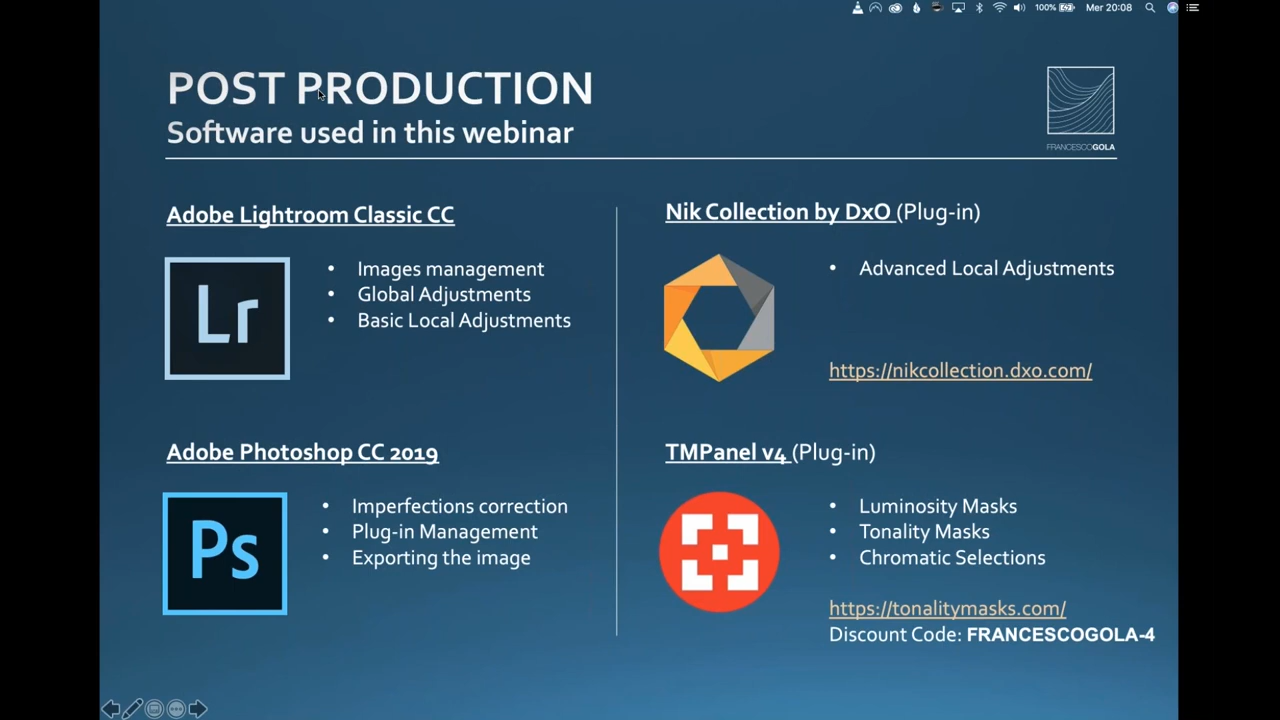 100% Mer 20:08
POST PRODUCTION
Software used in this webinar
FRANCESCOGOLA
Adobe Lightroom Classic CC
Lr
• Images management
• Global Adjustments
• Basic Local Adjustments
Nik Collection by DxO (Plug-in)
• Advanced Local Adjustments
https://nikcollection.dxo.com/
Adobe Photoshop CC 2019
Ps
• Imperfections correction
• Plug-in Management
• Exporting the image
TMPanel v4 (Plug-in)
• Luminosity Masks
• Tonality Masks
• Chromatic Selections
https://tonalitymasks.com/
Discount Code: FRANCESCOGOLA-4